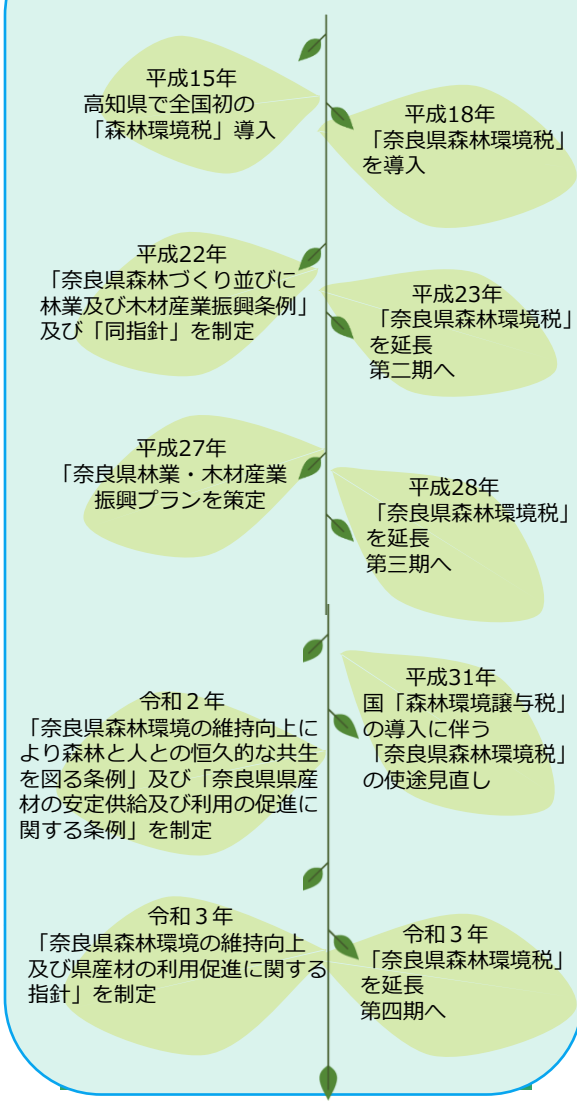 平成15年
高知県で全国初の
「森林環境税」導入
平成18年
「奈良県森林環境税」
を導入
平成22年
「奈良県森林づくり並びに
林業及び木材産業振興条例」
及び「同指針」を制定
平成23年
「奈良県森林環境税」
を延長
第二期へ
平成27年
「奈良県林業・木材産業
振興プランを策定
平成28年
「奈良県森林環境税」
を延長
第三期へ
平成31年
国「森林環境譲与税」
の導入に伴う
「奈良県森林環境税」
の使途見直し
令和２年
「奈良県森林環境の維持向上に
より森林と人との恒久的な共生
を図る条例」及び「奈良県県産
材の安定供給及び利用の促進に
関する条例」を制定
令和３年
「奈良県森林環境の維持向上
及び県産材の利用促進に関する
指針」を制定
令和３年
「奈良県森林環境税」
を延長
第四期へ